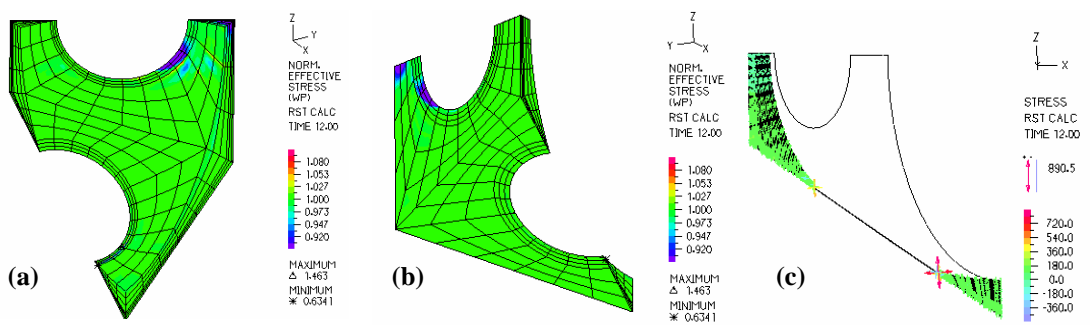 Z
Y
X
NORM.
EFFECTIVE
STRESS
(WP)
RST CALC
TIME 12.00
1.080
1.053
1.027
1.000
0.973
0.947
0.920
MAXIMUM
Δ 1.463
MINIMUM
✱ 0.6341
(a)
Z
Y
X
NORM.
EFFECTIVE
STRESS
(WP)
RST CALC
TIME 12.00
1.080
1.053
1.027
1.000
0.973
0.947
0.920
MAXIMUM
Δ 1.463
MINIMUM
✱ 0.6341
(b)
Z
X
STRESS
RST CALC
TIME 12.00
890.5
720.0
540.0
360.0
180.0
0.0
-180.0
-360.0
(c)